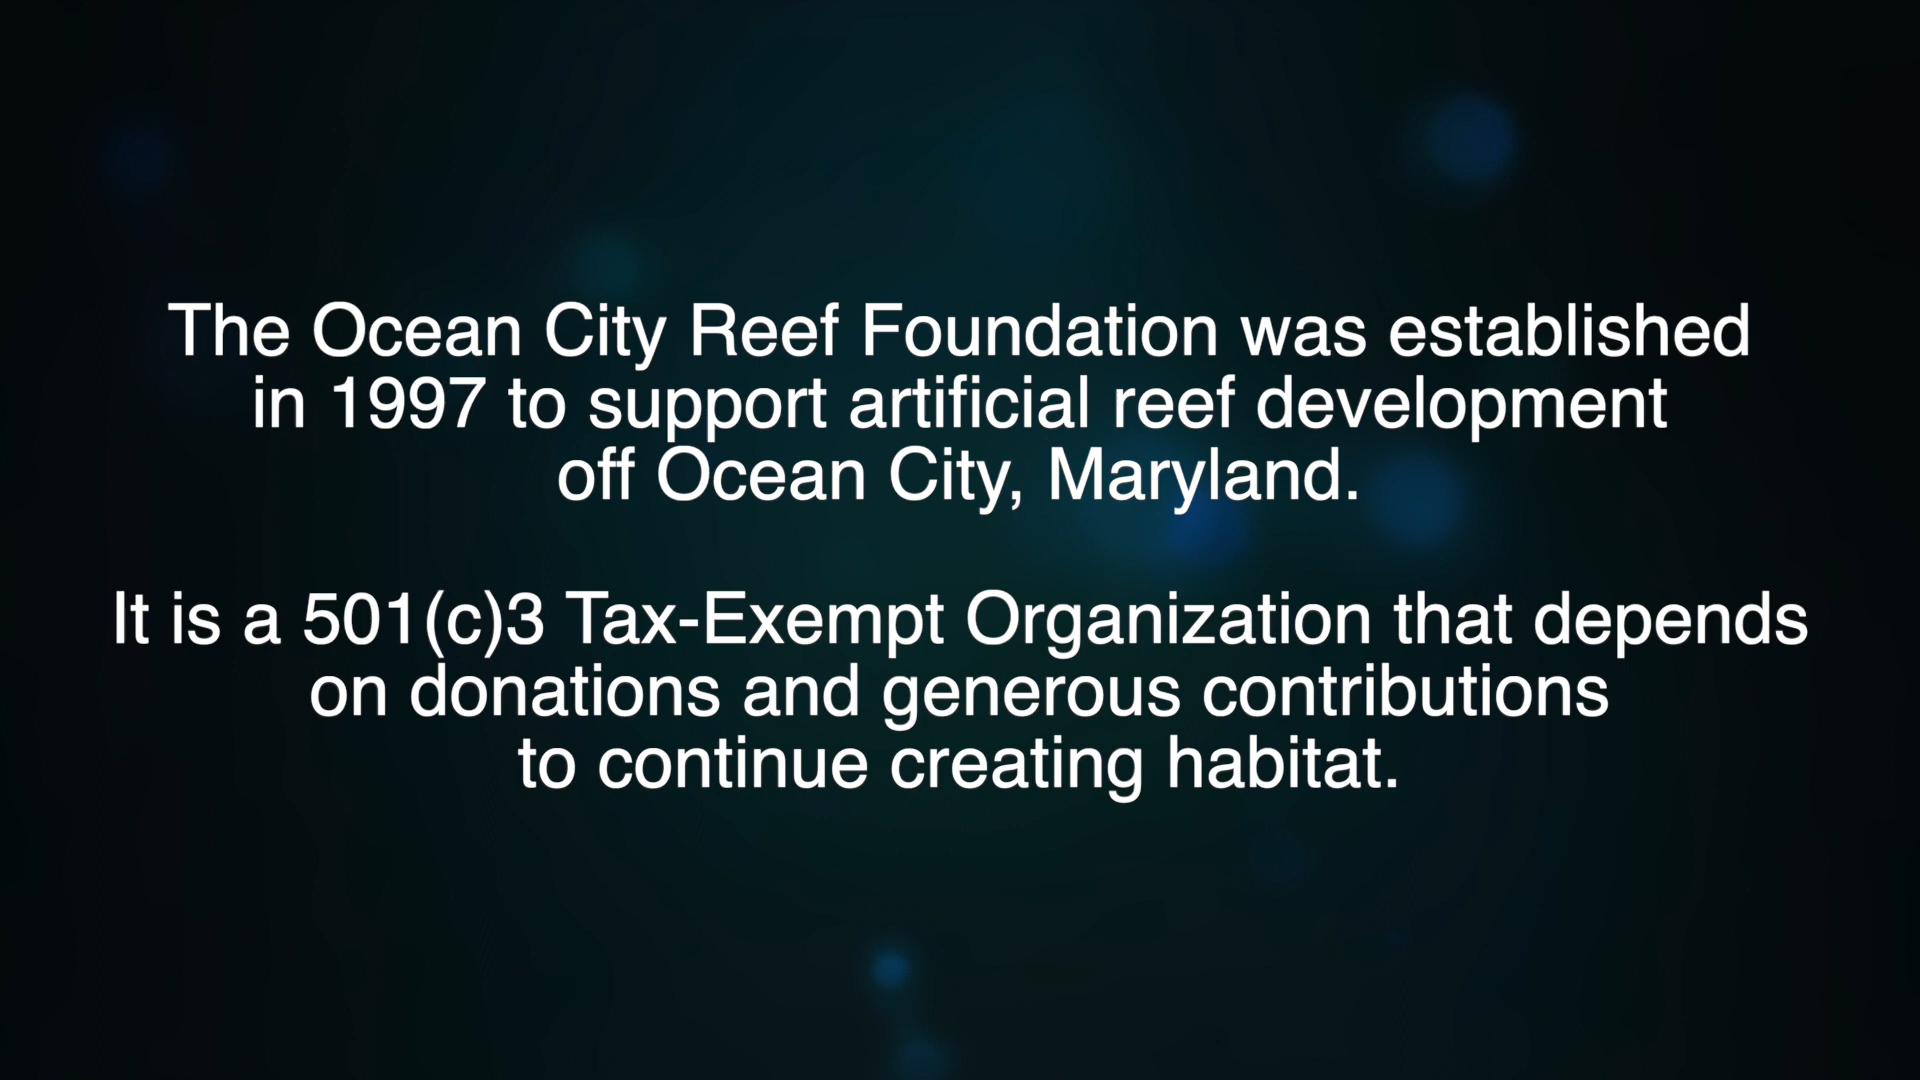 The Ocean City Reef Foundation was established
in 1997 to support artificial reef development
off Ocean City, Maryland.
It is a 501(c)3 Tax-Exempt Organization that depends
on donations and generous contributions
to continue creating habitat.